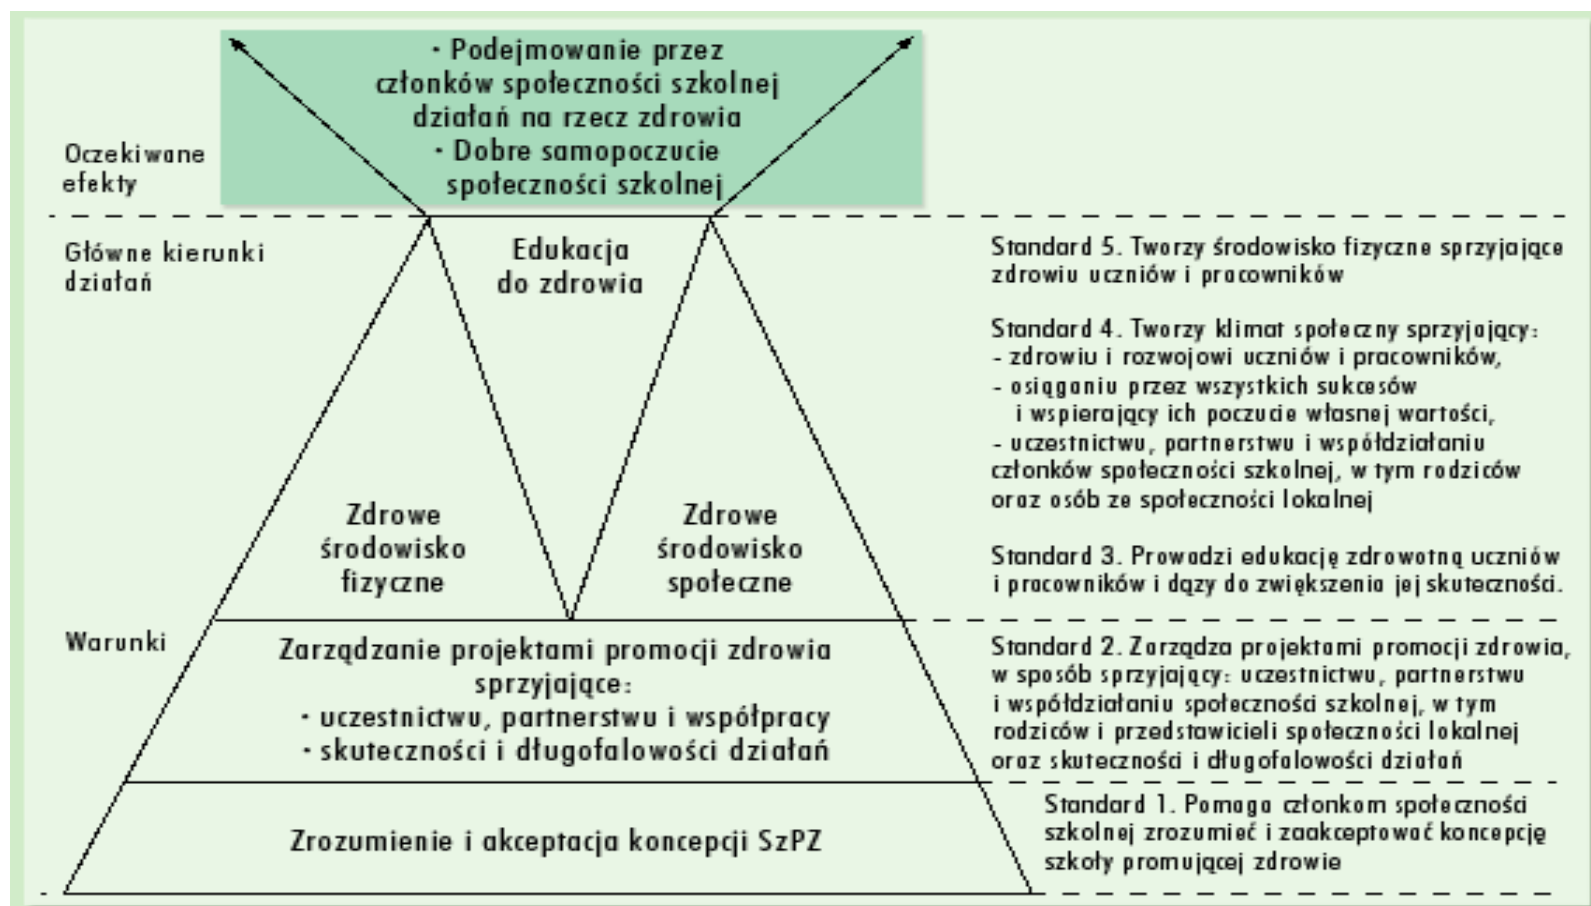 • Podejmowanie przez
członków społeczności szkolnej
działań na rzecz zdrowia
• Dobre samopoczucie
społeczności szkolnej
Oczekiwane
efekty
Główne kierunki
działań
Edukacja
do zdrowia
Zdrowe
środowisko
fizyczne
Zdrowe
środowisko
społeczne
Standard 5. Tworzy środowisko fizyczne sprzyjające
zdrowiu uczniów i pracowników
Standard 4. Tworzy klimat społeczny sprzyjający:
- zdrowiu i rozwojowi uczniów i pracowników,
- osiąganiu przez wszystkich sukcesów
i wspierający ich poczucie własnej wartości,
- uczestnictwu, partnerstwu i współdziałaniu
członków społeczności szkolnej, w tym rodziców
oraz osób ze społeczności lokalnej
Standard 3. Prowadzi edukację zdrowotną uczniów
i pracowników i dązy do zwiększenia jej skuteczności.
Warunki
Zarządzanie projektami promocji zdrowia
sprzyjające:
• uczestnictwu, partnerstwu i współpracy
• skuteczności i długofalowości działań
Standard 2. Zarządza projektami promocji zdrowia,
w sposób sprzyjający: uczestnictwu, partnerstwu
i współdziałaniu społeczności szkolnej, w tym
rodziców i przedstawicieli społeczności lokalnej
oraz skuteczności i długofalowości działań
Zrozumienie i akceptacja koncepcji SzPZ
Standard 1. Pomaga członkom społeczności
szkolnej zrozumieć i zaakceptować koncepcję
szkoły promującej zdrowie